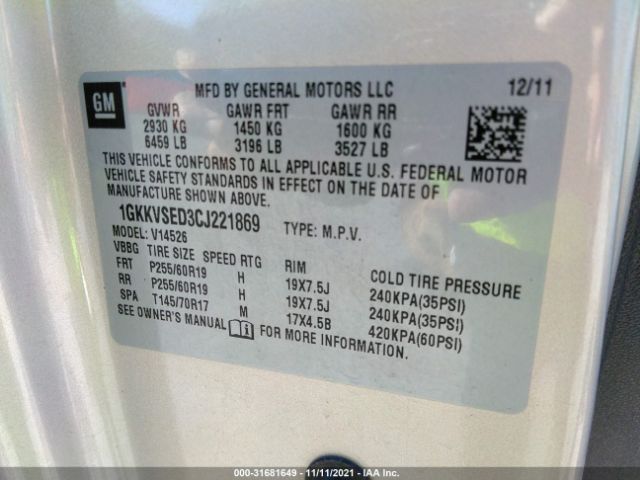 GM
MFD BY GENERAL MOTORS LLC 12/11
GVWR GAWR FRT GAWR RR
2930 KG 1450 KG 1600 KG
6459 LB 3196 LB 3527 LB
THIS VEHICLE CONFORMS TO ALL APPLICABLE U.S. FEDERAL MOTOR
VEHICLE SAFETY STANDARDS IN EFFECT ON THE DATE OF
MANUFACTURE SHOWN ABOVE.
1GKKVSED3CJ221869 TYPE: M.P.V.
MODEL: V14526
VBBG TIRE SIZE SPEED RTG RIM COLD TIRE PRESSURE
FRT P255/60R19 H 19X7.5J 240KPA(35PSI)
RR P255/60R19 H 19X7.5J 240KPA(35PSI)
SPA T145/70R17 M 17X4.5B 420KPA(60PSI)
SEE OWNER'S MANUAL FOR MORE INFORMATION.
000-31681649 - 11/11/2021 - IAA Inc.